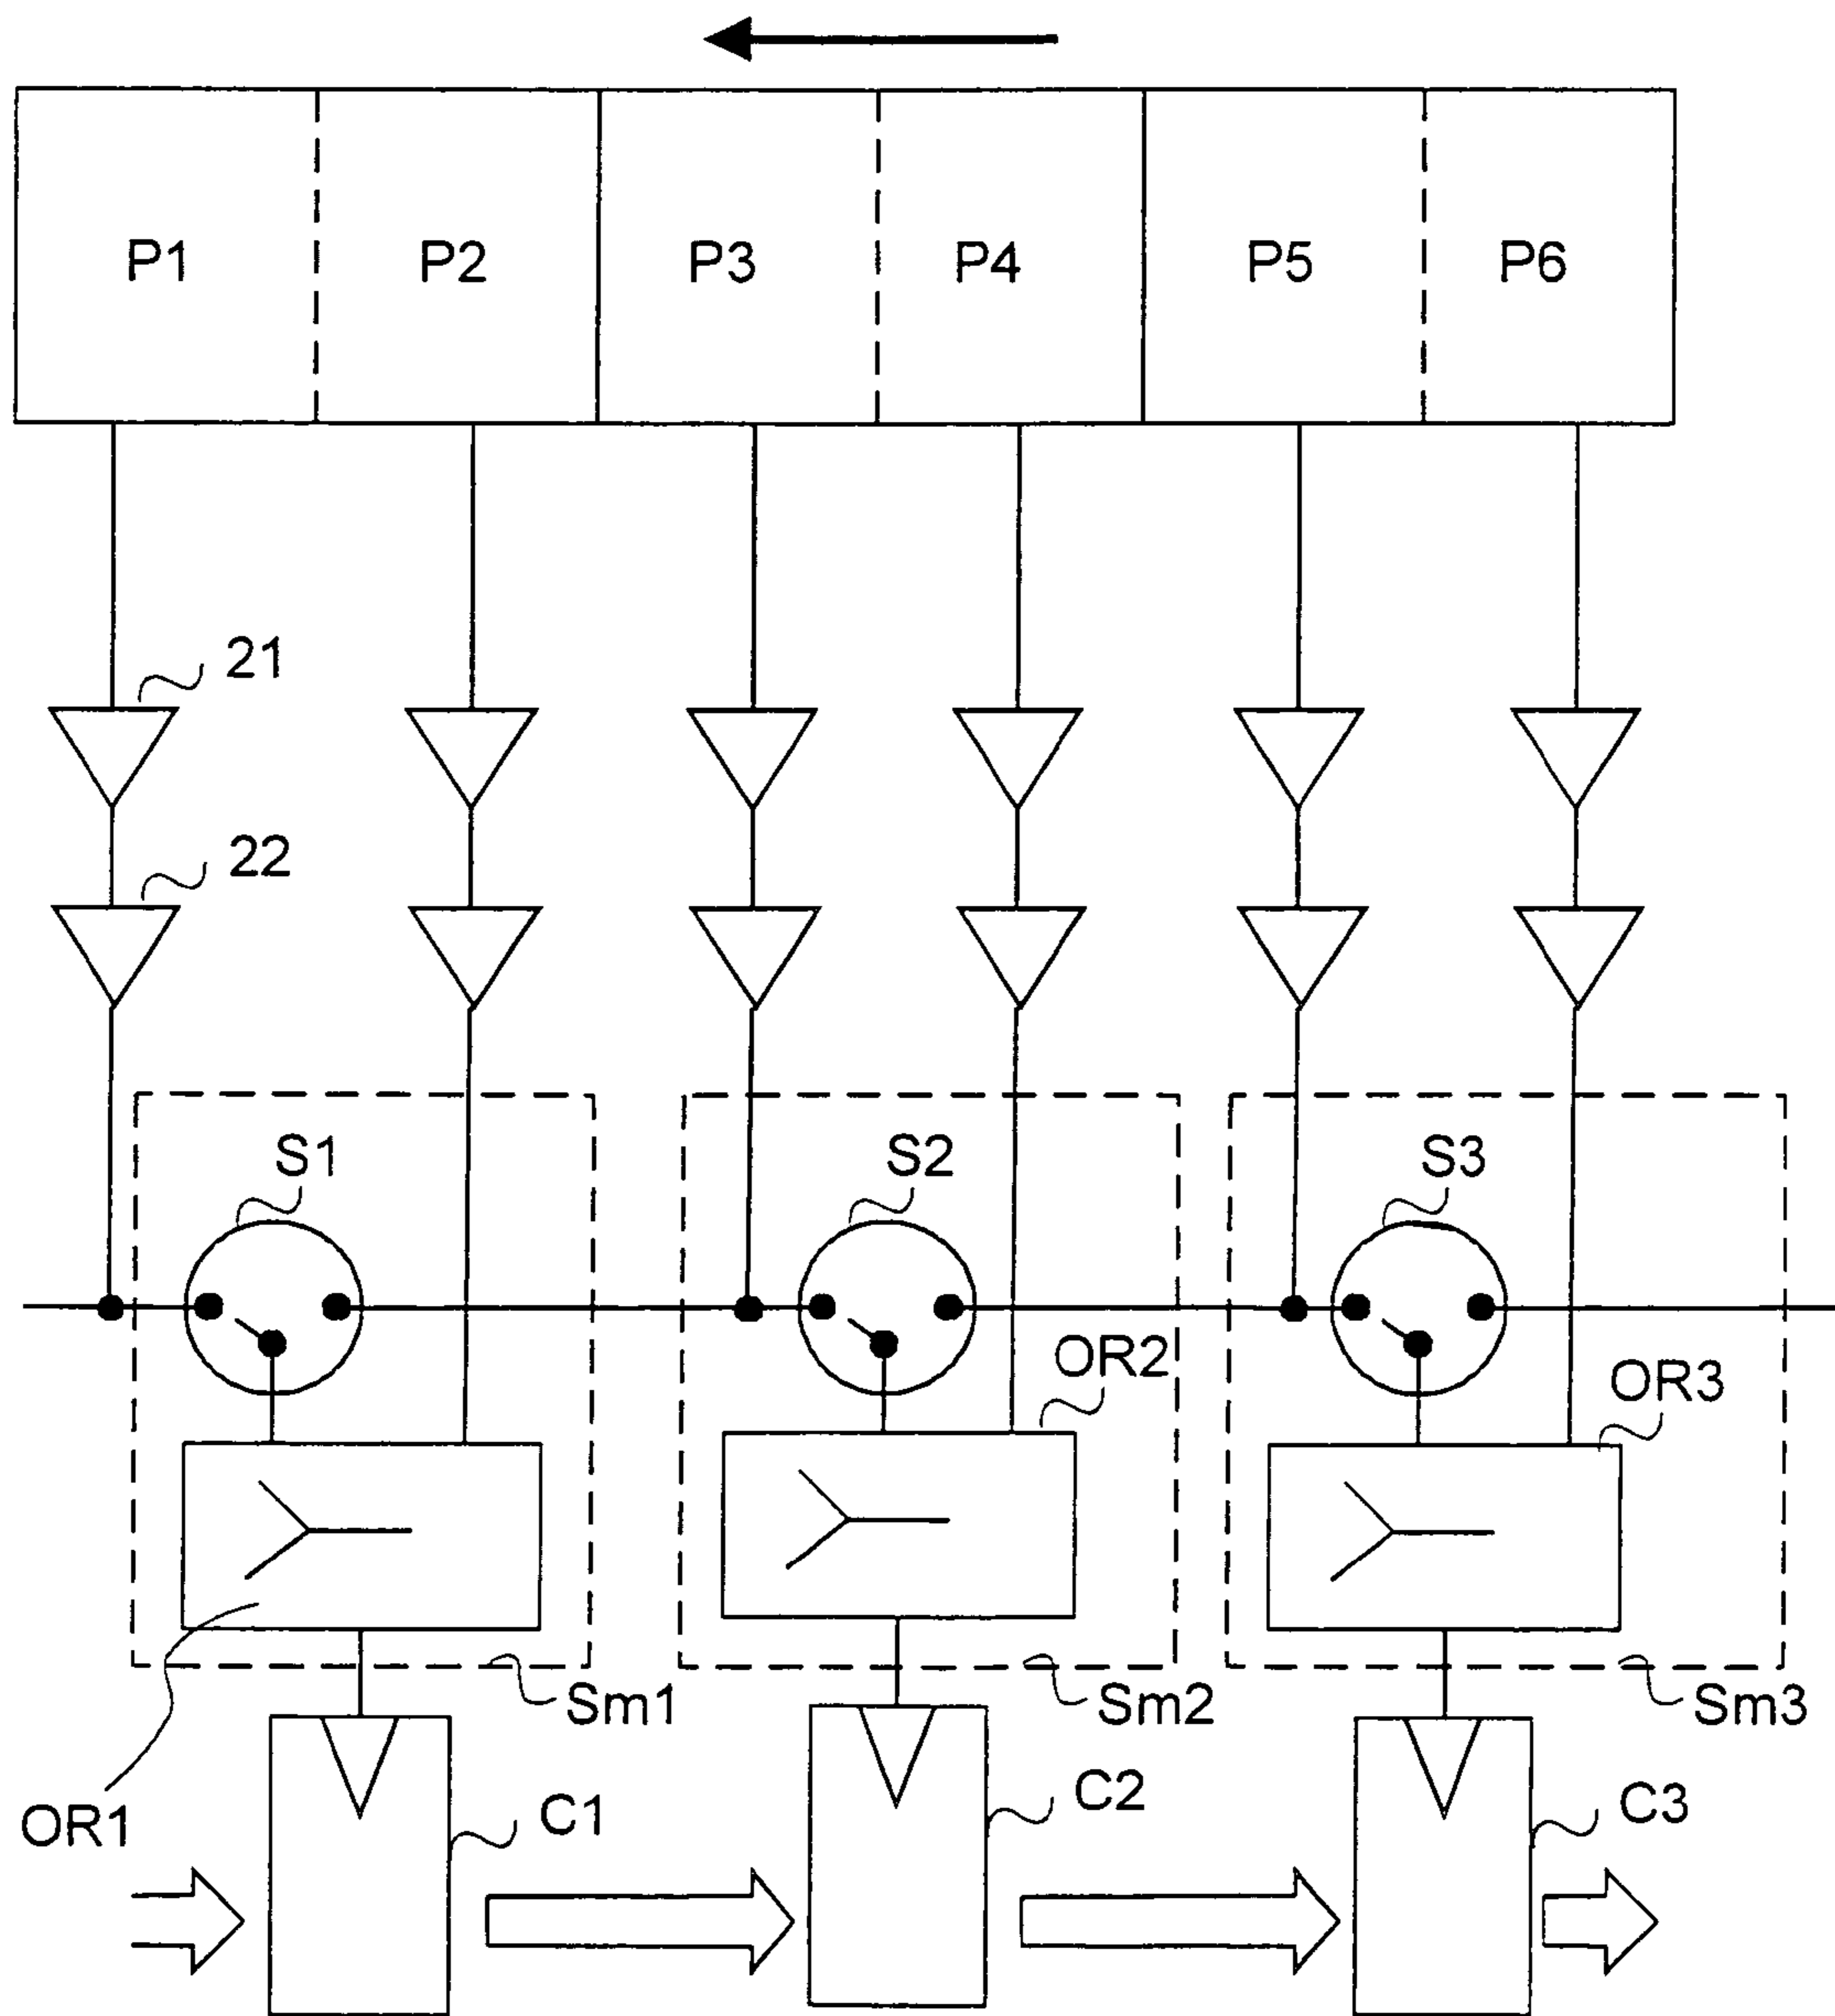 P1 P2 P3 P4 P5 P6
21
22
S1 S2 S3
OR2
OR3
Sm1 Sm2 Sm3
OR1 C1 C2 C3